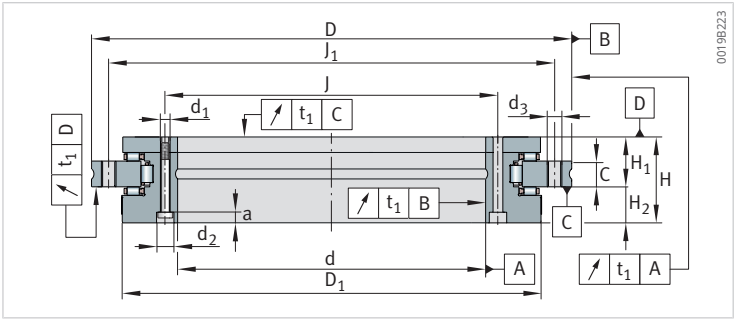 D
B
J1
J
d1
d3
↗ t1 C
D
↗ t1 D
H1
C
H
H2
↗ t1 B
a
C
d2
d
A
D1
↗ t1 A
0019B223